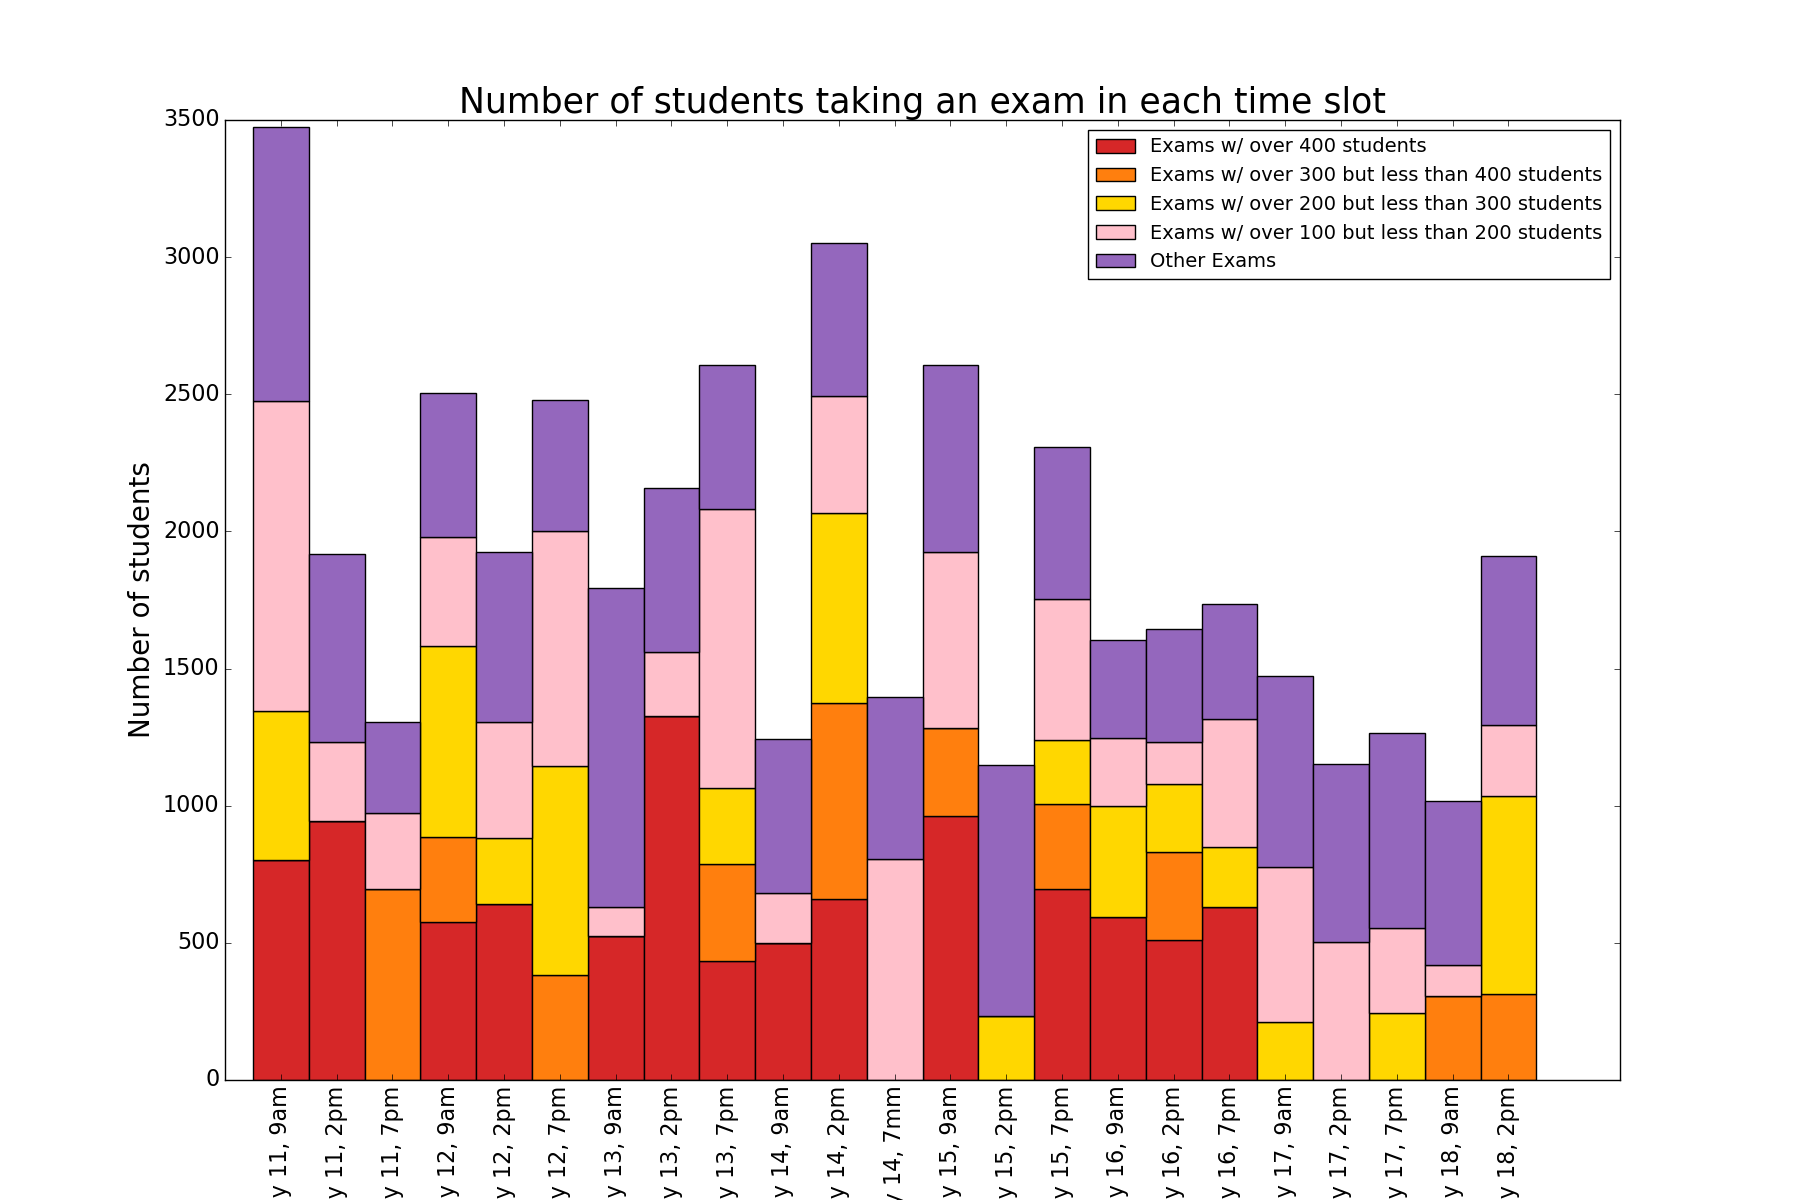 Number of students taking an exam in each time slot
Exams w/ over 400 students
Exams w/ over 300 but less than 400 students
Exams w/ over 200 but less than 300 students
Exams w/ over 100 but less than 200 students
Other Exams
3500
3000
2500
2000
1500
1000
500
0
Number of students
y 11, 9am
y 11, 2pm
y 11, 7pm
y 12, 9am
y 12, 2pm
y 12, 7pm
y 13, 9am
y 13, 2pm
y 13, 7pm
y 14, 9am
y 14, 2pm
y 14, 7mm
y 15, 9am
y 15, 2pm
y 15, 7pm
y 16, 9am
y 16, 2pm
y 16, 7pm
y 17, 9am
y 17, 2pm
y 17, 7pm
y 18, 9am
y 18, 2pm